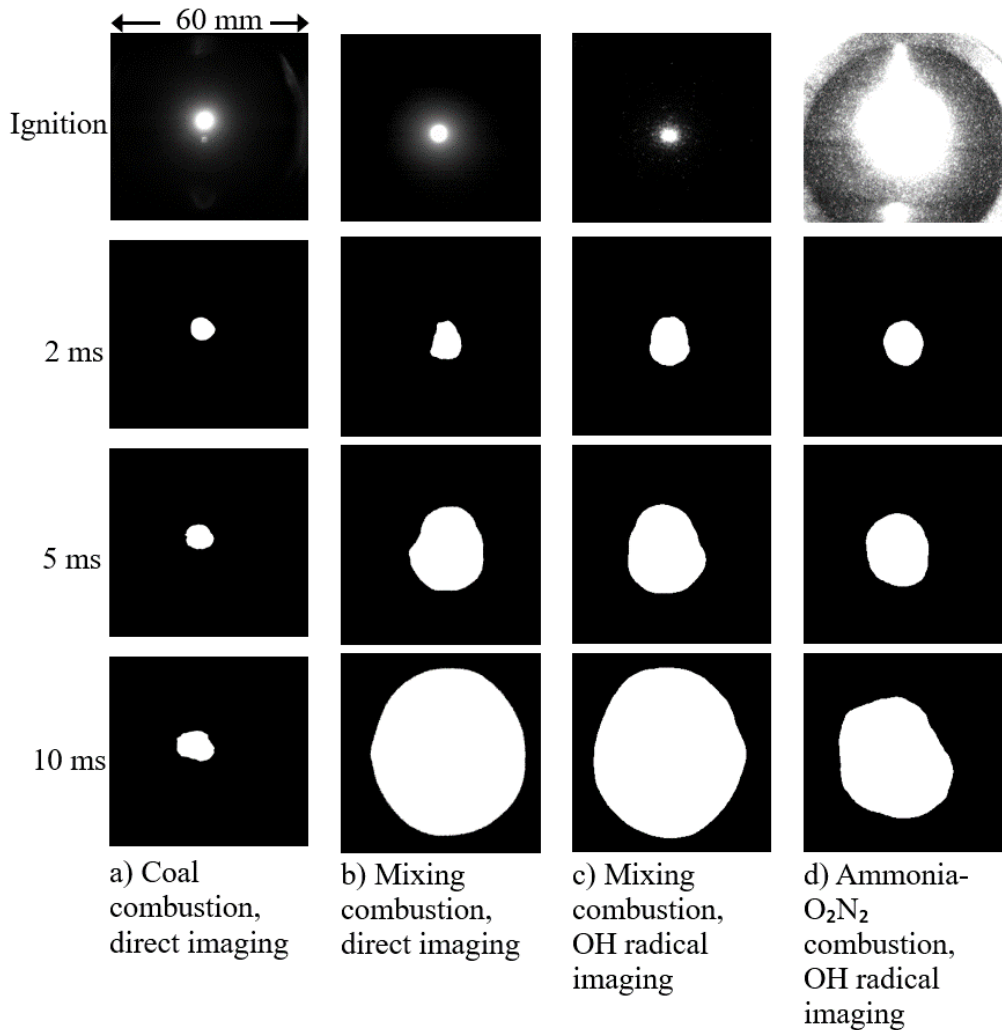 60 mm
Ignition
2 ms
5 ms
10 ms
a) Coal
combustion,
direct imaging
b) Mixing
combustion,
direct imaging
c) Mixing
combustion,
OH radical
imaging
d) Ammonia-
O₂N₂
combustion,
OH radical
imaging